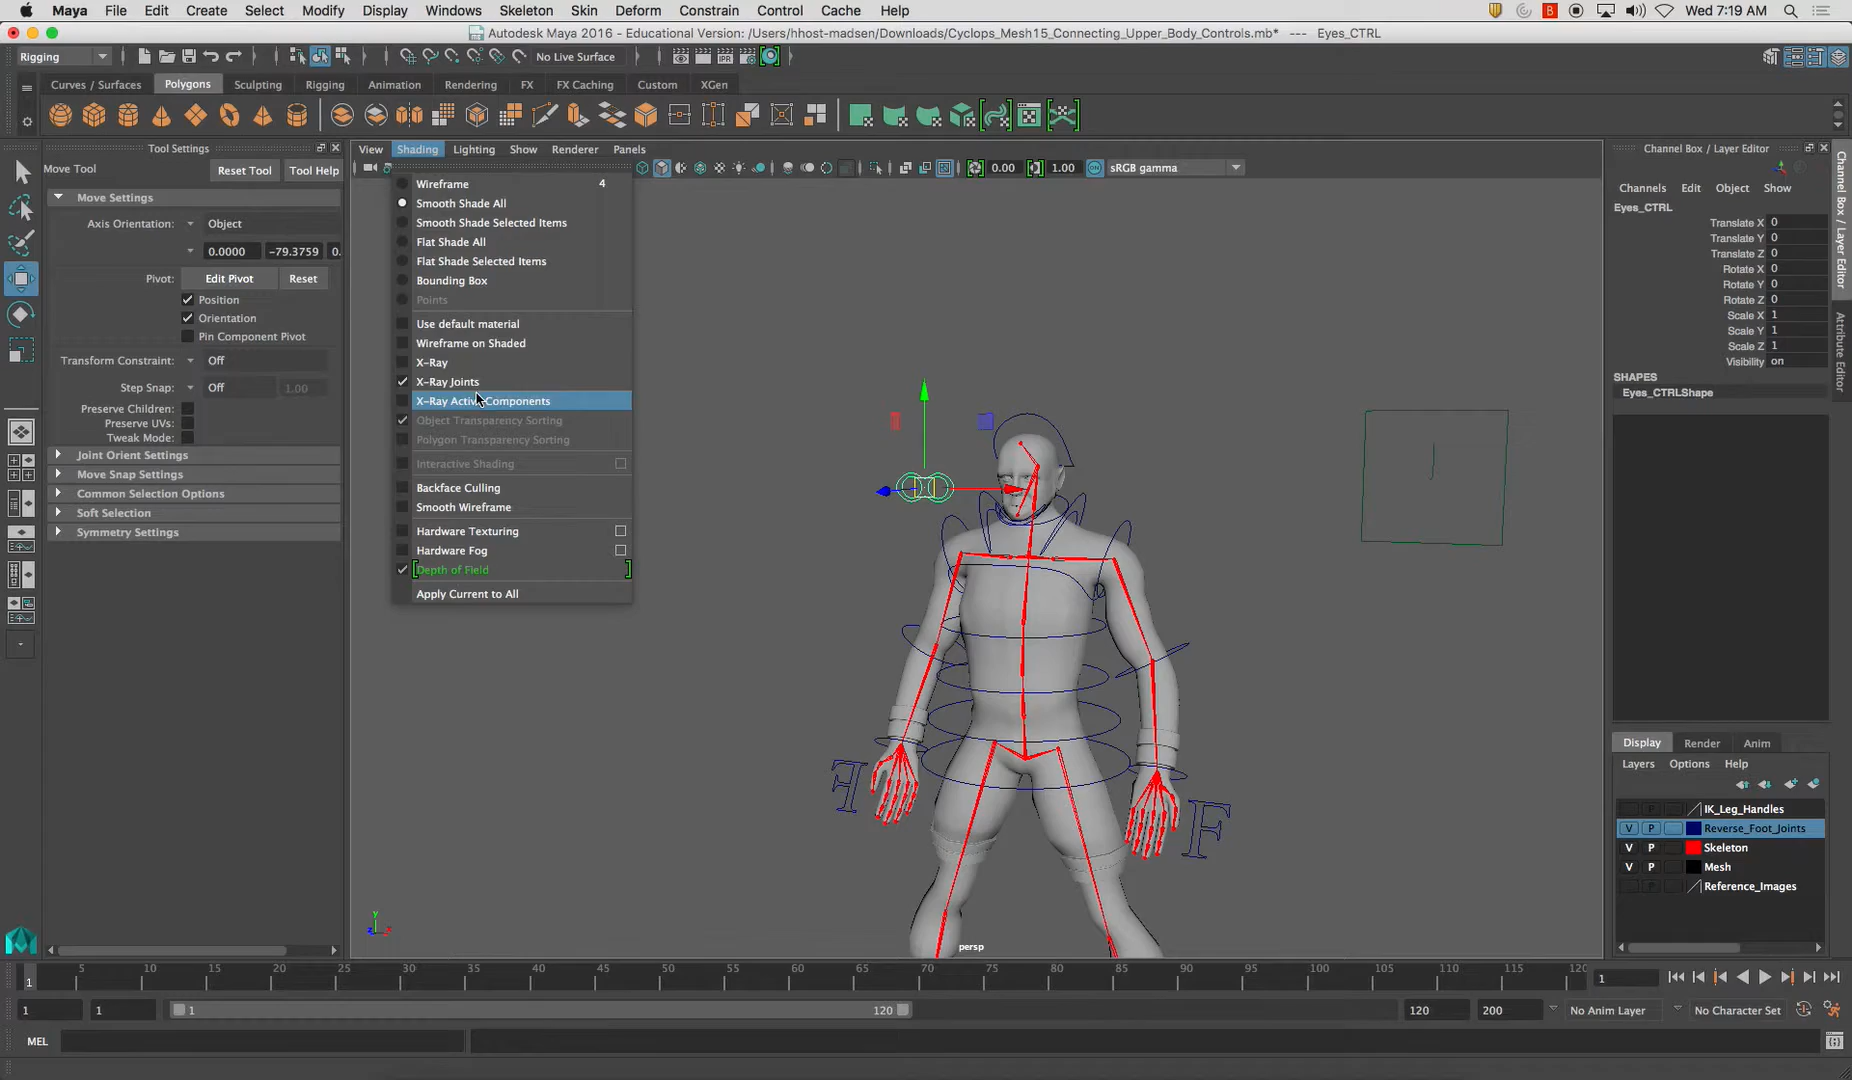 Maya File Edit Create Select Modify Display Windows Skeleton Skin Deform Constrain Control Cache Help Wed 7:19 AM
Autodesk Maya 2016 - Educational Version: /Users/hhost-madsen/Downloads/Cyclops_Mesh15_Connecting_Upper_Body_Controls.mb* --- Eyes_CTRL
Rigging No Live Surface
Curves / Surfaces Polygons Sculpting Rigging Animation Rendering FX FX Caching Custom XGen
Tool Settings
Move Tool Reset Tool Tool Help
Move Settings
Axis Orientation: Object
0.0000 -79.3759 0.
Pivot: Edit Pivot Reset
Position
Orientation
Pin Component Pivot
Transform Constraint: Off
Step Snap: Off 1.00
Preserve Children:
Preserve UVs:
Tweak Mode:
Joint Orient Settings
Move Snap Settings
Common Selection Options
Soft Selection
Symmetry Settings
View Shading Lighting Show Renderer Panels
0.00 1.00 ON sRGB gamma
Wireframe 4
Smooth Shade All
Smooth Shade Selected Items
Flat Shade All
Flat Shade Selected Items
Bounding Box
Points
Use default material
Wireframe on Shaded
X-Ray
X-Ray Joints
X-Ray Active Components
Object Transparency Sorting
Polygon Transparency Sorting
Interactive Shading
Backface Culling
Smooth Wireframe
Hardware Texturing
Hardware Fog
Depth of Field
Apply Current to All
F F
y
z x
persp
Channel Box / Layer Editor
Channels Edit Object Show
Eyes_CTRL
Translate X 0
Translate Y 0
Translate Z 0
Rotate X 0
Rotate Y 0
Rotate Z 0
Scale X 1
Scale Y 1
Scale Z 1
Visibility on
SHAPES
Eyes_CTRLShape
Channel Box / Layer Editor
Attribute Editor
Display Render Anim
Layers Options Help
P IK_Leg_Handles
V P Reverse_Foot_Joints
V P Skeleton
V P Mesh
P Reference_Images
1 5 10 15 20 25 30 35 40 45 50 55 60 65 70 75 80 85 90 95 100 105 110 115 120 1
1 1 1 120 120 200 No Anim Layer No Character Set
MEL